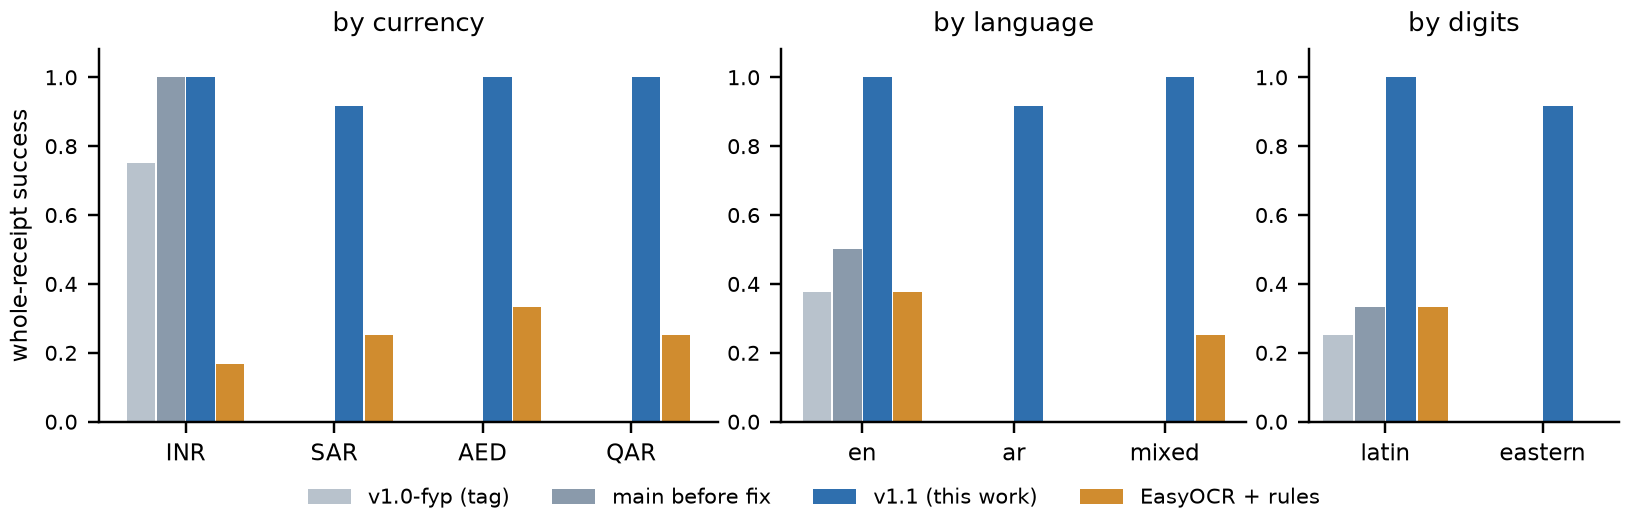 by currency
by language
by digits
whole-receipt success
1.0
0.8
0.6
0.4
0.2
0.0
INR SAR AED QAR
1.0
0.8
0.6
0.4
0.2
0.0
en ar mixed
1.0
0.8
0.6
0.4
0.2
0.0
latin eastern
v1.0-fyp (tag) main before fix v1.1 (this work) EasyOCR + rules